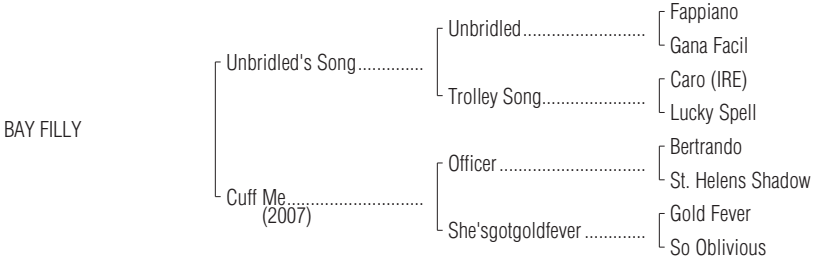 Fappiano
Unbridled..........................
Gana Facil
Unbridled's Song..............
Caro (IRE)
Trolley Song......................
Lucky Spell
BAY FILLY
Bertrando
Officer ...............................
St. Helens Shadow
Cuff Me.............................
(2007)
Gold Fever
She'sgotgoldfever .............
So Oblivious